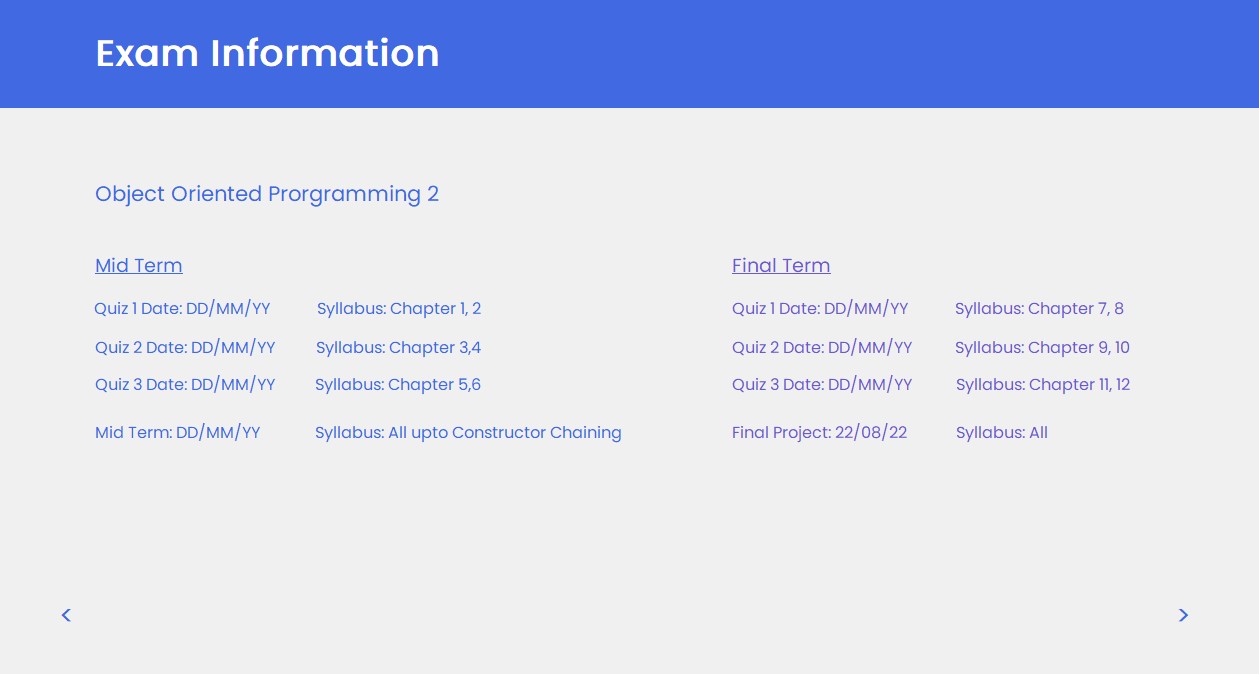 Exam Information
Object Oriented Prorgramming 2
Mid Term
Quiz 1 Date: DD/MM/YY Syllabus: Chapter 1, 2
Quiz 2 Date: DD/MM/YY Syllabus: Chapter 3,4
Quiz 3 Date: DD/MM/YY Syllabus: Chapter 5,6
Mid Term: DD/MM/YY Syllabus: All upto Constructor Chaining
Final Term
Quiz 1 Date: DD/MM/YY Syllabus: Chapter 7, 8
Quiz 2 Date: DD/MM/YY Syllabus: Chapter 9, 10
Quiz 3 Date: DD/MM/YY Syllabus: Chapter 11, 12
Final Project: 22/08/22 Syllabus: All
< >